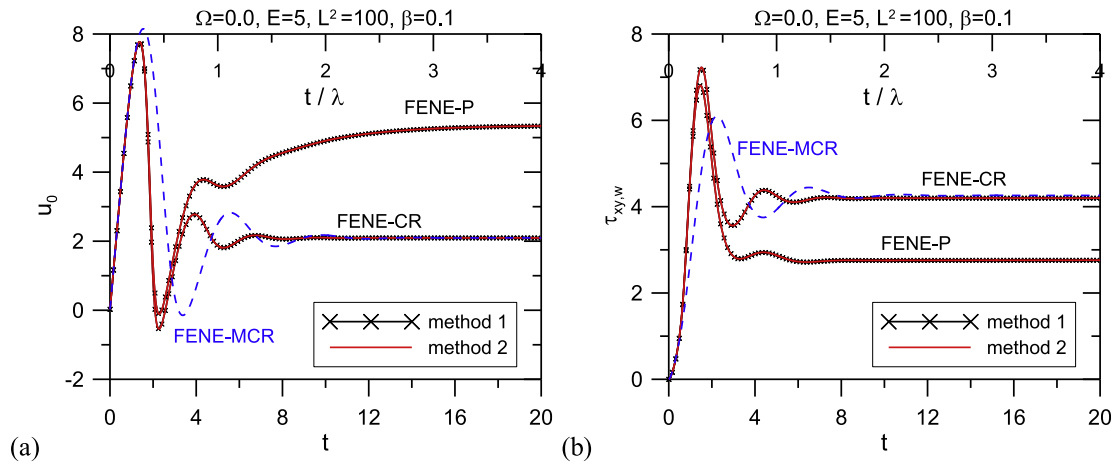 Ω=0.0, E=5, L²=100, β=0.1
0 1 2 3 4
t / λ
8
6
4
2
0
-2
u₀
FENE-P
FENE-CR
FENE-MCR
method 1
method 2
0 4 8 12 16 20
t
(a)
Ω=0.0, E=5, L²=100, β=0.1
0 1 2 3 4
t / λ
8
6
4
2
0
τxy,w
FENE-MCR
FENE-CR
FENE-P
method 1
method 2
0 4 8 12 16 20
t
(b)